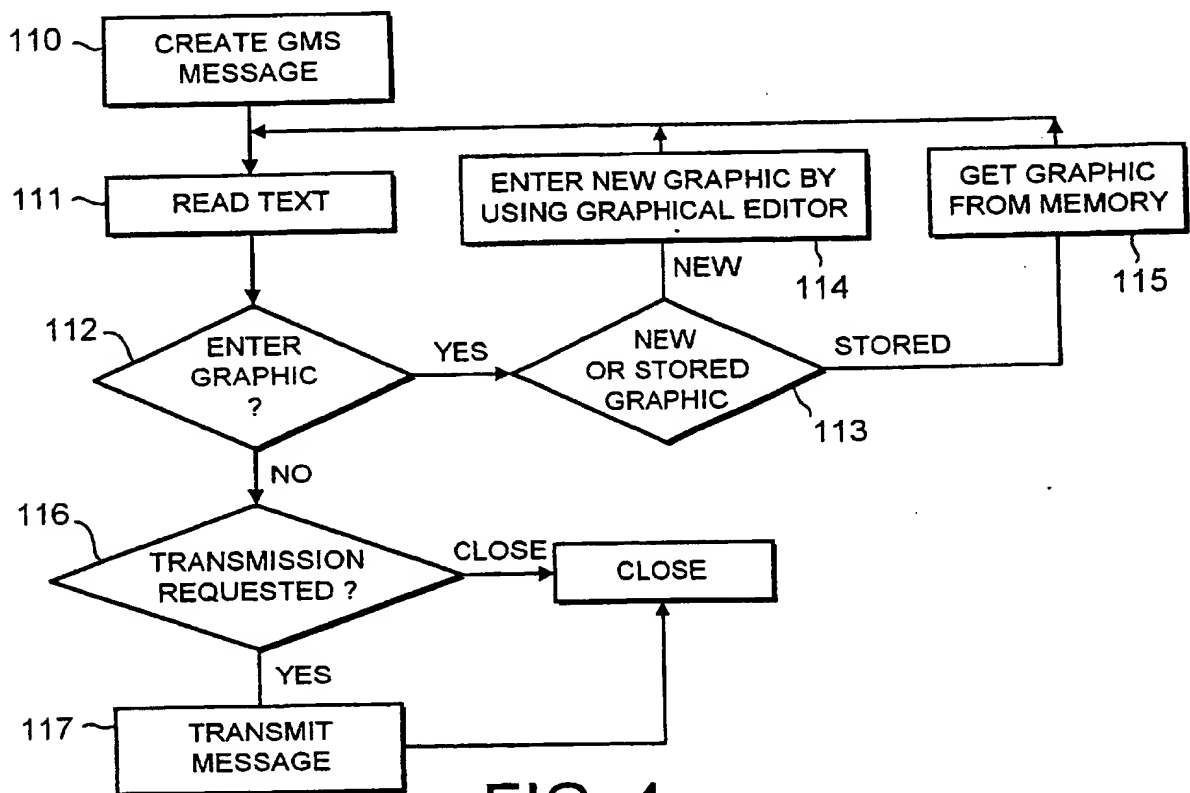 110
CREATE GMS
MESSAGE
111
READ TEXT
ENTER NEW GRAPHIC BY
USING GRAPHICAL EDITOR
114
GET GRAPHIC
FROM MEMORY
115
NEW
112
ENTER
GRAPHIC
?
YES
NEW
OR STORED
GRAPHIC
113
STORED
NO
116
TRANSMISSION
REQUESTED ?
CLOSE
CLOSE
YES
117
TRANSMIT
MESSAGE